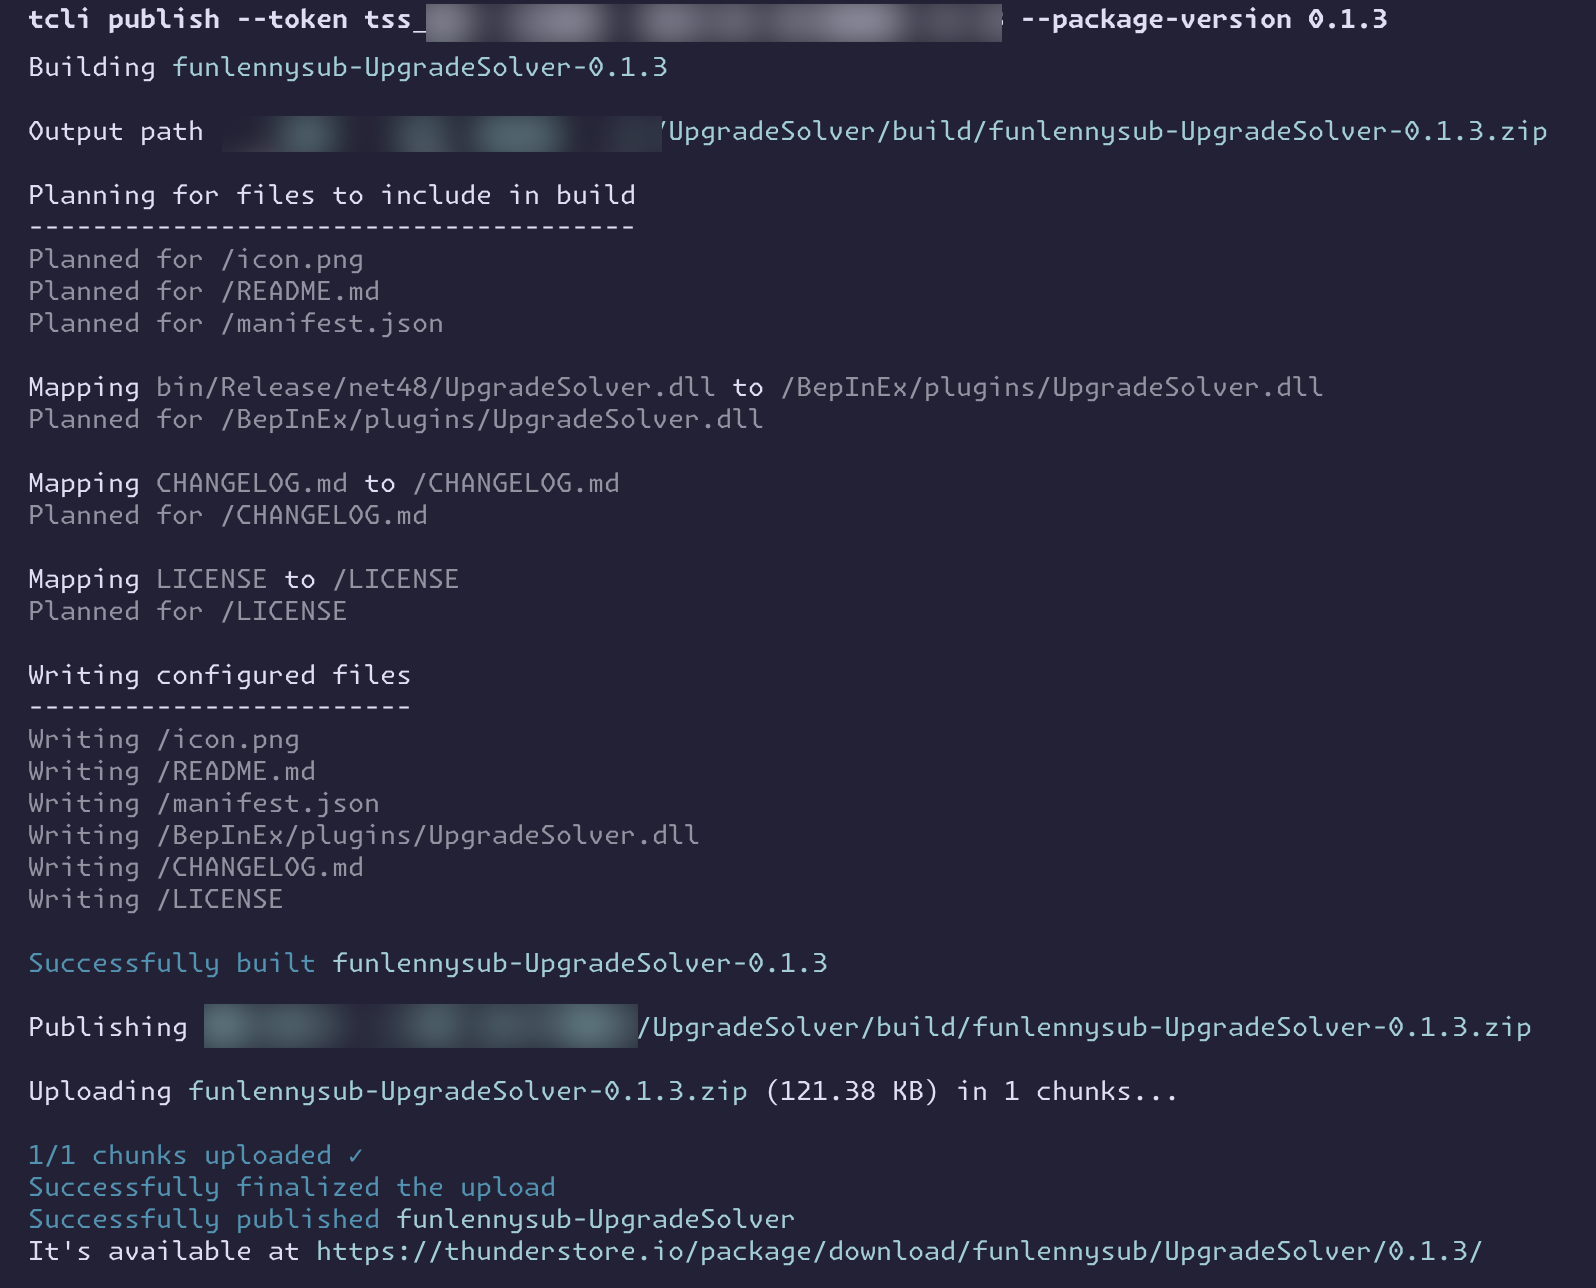 tcli publish --token tss_ --package-version 0.1.3
Building funlennysub-UpgradeSolver-0.1.3
Output path /UpgradeSolver/build/funlennysub-UpgradeSolver-0.1.3.zip
Planning for files to include in build
--------------------------------------
Planned for /icon.png
Planned for /README.md
Planned for /manifest.json
Mapping bin/Release/net48/UpgradeSolver.dll to /BepInEx/plugins/UpgradeSolver.dll
Planned for /BepInEx/plugins/UpgradeSolver.dll
Mapping CHANGELOG.md to /CHANGELOG.md
Planned for /CHANGELOG.md
Mapping LICENSE to /LICENSE
Planned for /LICENSE
Writing configured files
------------------------
Writing /icon.png
Writing /README.md
Writing /manifest.json
Writing /BepInEx/plugins/UpgradeSolver.dll
Writing /CHANGELOG.md
Writing /LICENSE
Successfully built funlennysub-UpgradeSolver-0.1.3
Publishing /UpgradeSolver/build/funlennysub-UpgradeSolver-0.1.3.zip
Uploading funlennysub-UpgradeSolver-0.1.3.zip (121.38 KB) in 1 chunks...
1/1 chunks uploaded ✓
Successfully finalized the upload
Successfully published funlennysub-UpgradeSolver
It's available at https://thunderstore.io/package/download/funlennysub/UpgradeSolver/0.1.3/